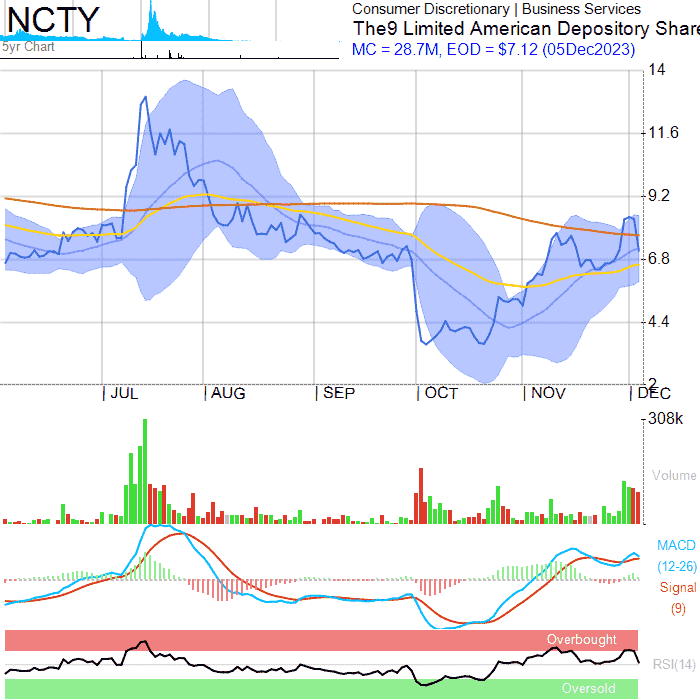 NCTY
5yr Chart
Consumer Discretionary | Business Services
The9 Limited American Depository Share
MC = 28.7M, EOD = $7.12 (05Dec2023)
14
11.6
9.2
6.8
4.4
2
JUL AUG SEP OCT NOV DEC
308k
Volume
MACD
(12-26)
Signal
(9)
Overbought
RSI(14)
Oversold